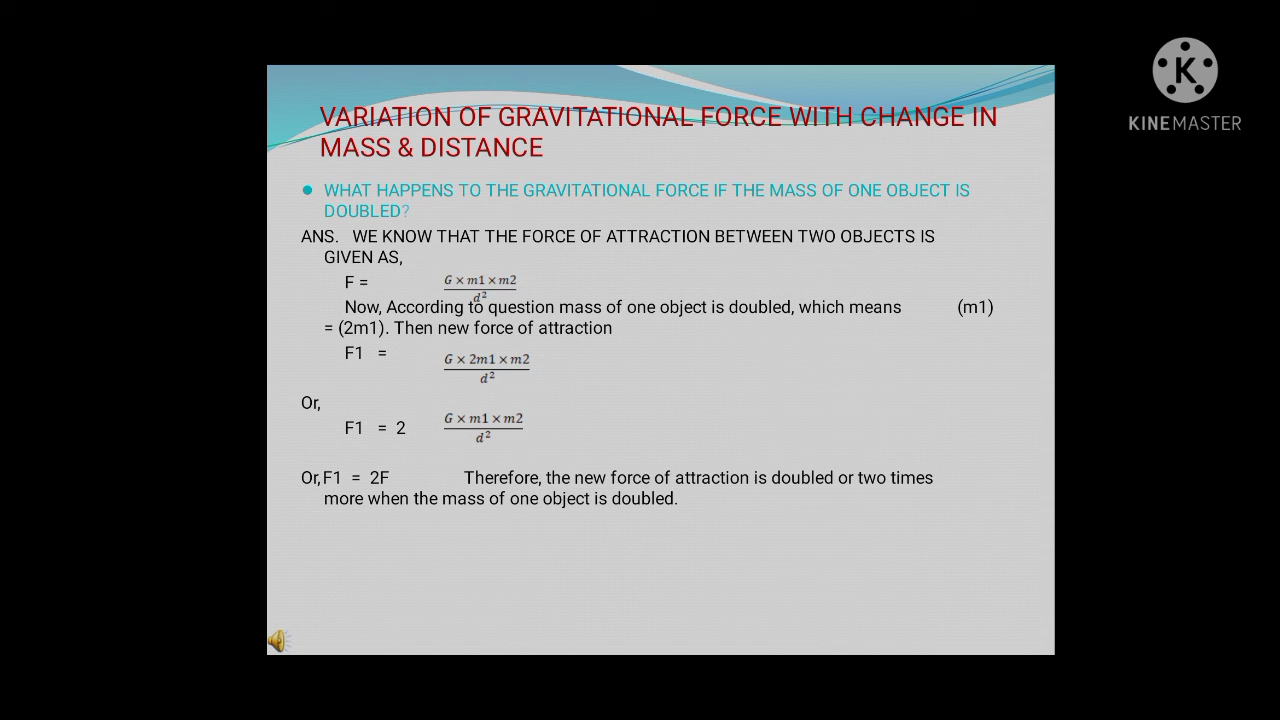 K
KINEMASTER
VARIATION OF GRAVITATIONAL FORCE WITH CHANGE IN
MASS & DISTANCE
WHAT HAPPENS TO THE GRAVITATIONAL FORCE IF THE MASS OF ONE OBJECT IS
DOUBLED?
ANS. WE KNOW THAT THE FORCE OF ATTRACTION BETWEEN TWO OBJECTS IS
GIVEN AS,
F = G × m1 × m2
d²
Now, According to question mass of one object is doubled, which means (m1)
= (2m1). Then new force of attraction
F1 = G × 2m1 × m2
d²
Or,
F1 = 2 G × m1 × m2
d²
Or,F1 = 2F Therefore, the new force of attraction is doubled or two times
more when the mass of one object is doubled.